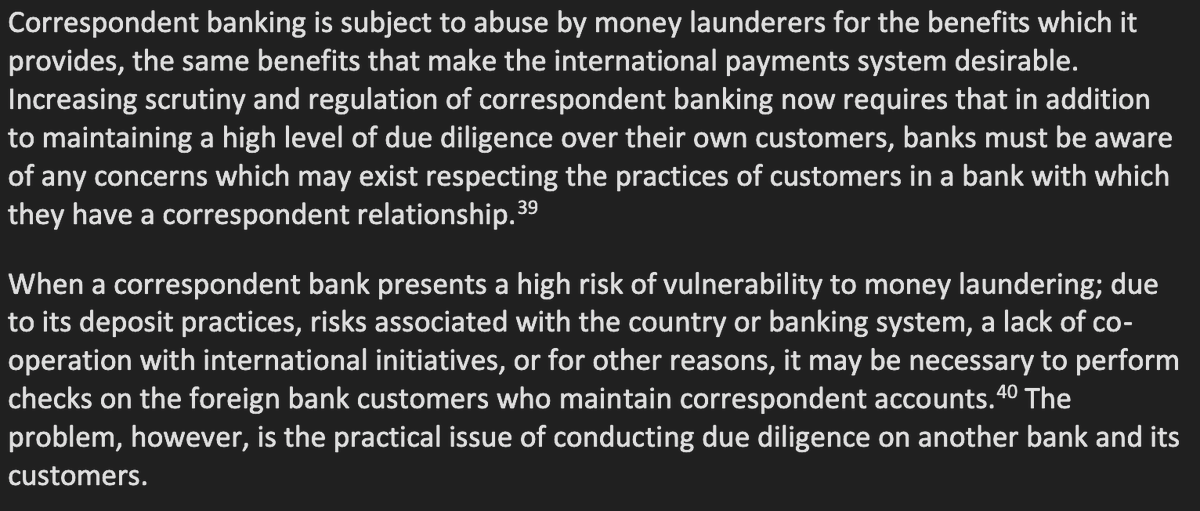 Correspondent banking is subject to abuse by money launderers for the benefits which it
provides, the same benefits that make the international payments system desirable.
Increasing scrutiny and regulation of correspondent banking now requires that in addition
to maintaining a high level of due diligence over their own customers, banks must be aware
of any concerns which may exist respecting the practices of customers in a bank with which
they have a correspondent relationship.39
When a correspondent bank presents a high risk of vulnerability to money laundering; due
to its deposit practices, risks associated with the country or banking system, a lack of co-
operation with international initiatives, or for other reasons, it may be necessary to perform
checks on the foreign bank customers who maintain correspondent accounts.40 The
problem, however, is the practical issue of conducting due diligence on another bank and its
customers.